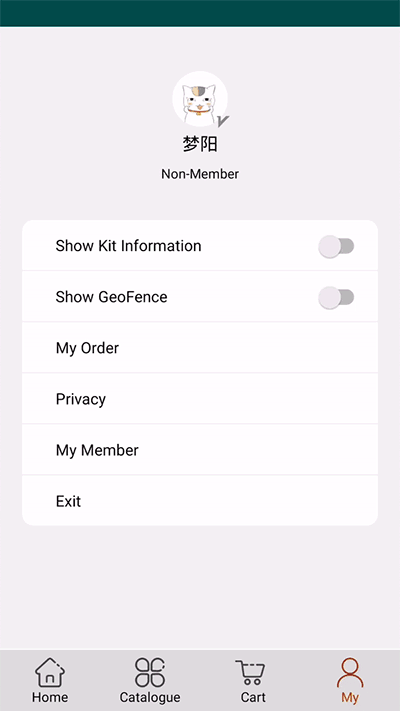 梦阳
Non-Member
Show Kit Information
Show GeoFence
My Order
Privacy
My Member
Exit
Home
Catalogue
Cart
My